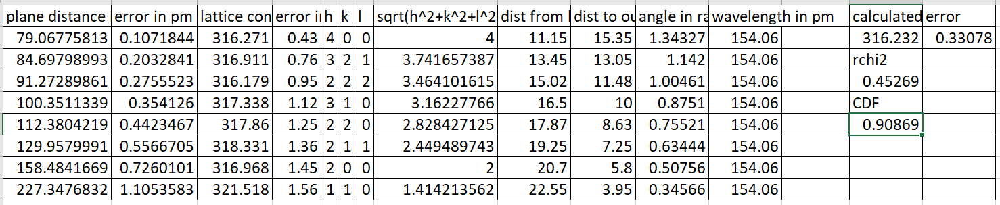 plane distance error in pm lattice con error i h k l sqrt(h^2+k^2+l^2 dist from l dist to ou angle in ra wavelength in pm calculated error
79.06775813 0.1071844 316.271 0.43 4 0 0 4 11.15 15.35 1.34327 154.06 316.232 0.33078
84.69798993 0.2032841 316.911 0.76 3 2 1 3.741657387 13.45 13.05 1.142 154.06 rchi2
91.27289861 0.2755523 316.179 0.95 2 2 2 3.464101615 15.02 11.48 1.00461 154.06 0.45269
100.3511339 0.354126 317.338 1.12 3 1 0 3.16227766 16.5 10 0.8751 154.06 CDF
112.3804219 0.4423467 317.86 1.25 2 2 0 2.828427125 17.87 8.63 0.75521 154.06 0.90869
129.9579991 0.5566705 318.331 1.36 2 1 1 2.449489743 19.25 7.25 0.63444 154.06
158.4841669 0.7260101 316.968 1.45 2 0 0 2 20.7 5.8 0.50756 154.06
227.3476832 1.1053583 321.518 1.56 1 1 0 1.414213562 22.55 3.95 0.34566 154.06